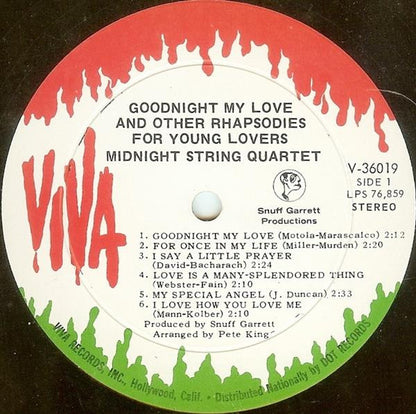 GOODNIGHT MY LOVE
AND OTHER RHAPSODIES
FOR YOUNG LOVERS
MIDNIGHT STRING QUARTET
VIVA
Snuff Garrett
Productions
V-36019
SIDE 1
LPS 76,859
STEREO
1. GOODNIGHT MY LOVE (Motola-Marascalco) 2:12
2. FOR ONCE IN MY LIFE (Miller-Murden) 2:20
3. I SAY A LITTLE PRAYER
(David-Bacharach) 2:24
4. LOVE IS A MANY-SPLENDORED THING
(Webster-Fain) 2:10
5. MY SPECIAL ANGEL (J. Duncan) 2:33
6. I LOVE HOW YOU LOVE ME
(Mann-Kolber) 2:10
Produced by Snuff Garrett
Arranged by Pete King
VIVA RECORDS, INC., Hollywood, Calif. - Distributed Nationally by DOT RECORDS